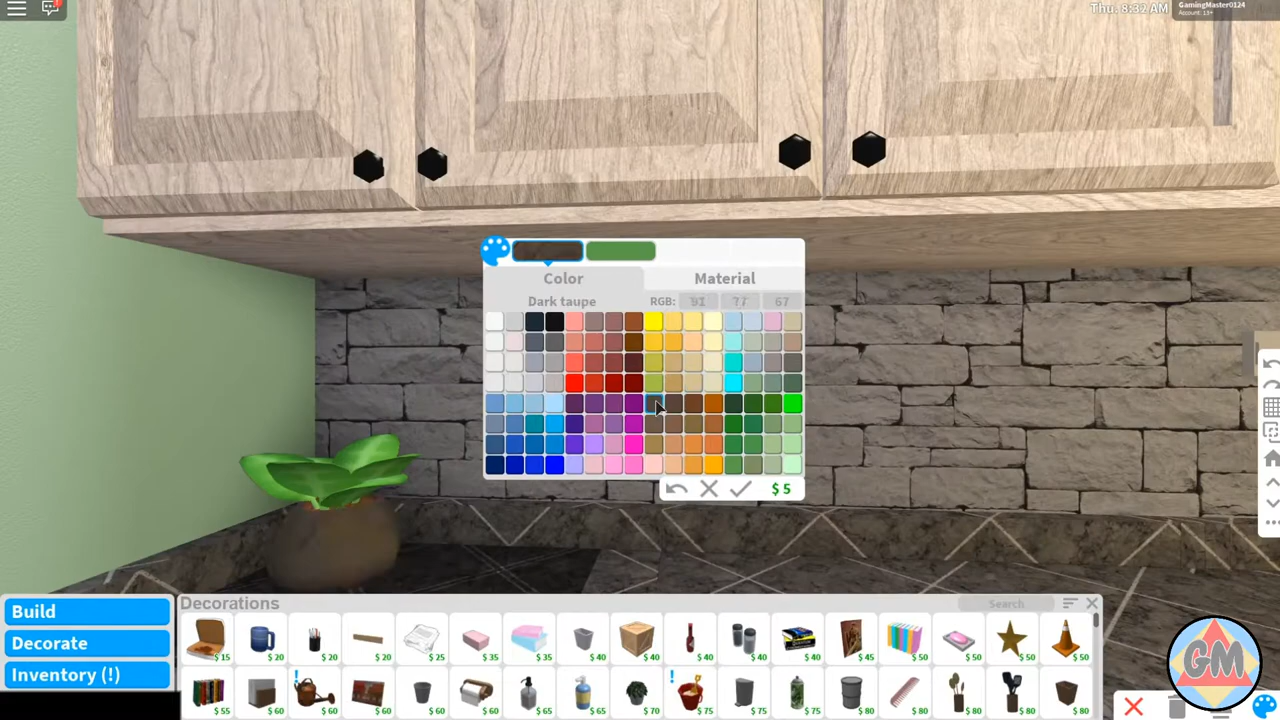 Thu. 8:32 AM
GamingMaster0124
Account: 13+
Color
Material
Dark taupe
RGB: 91 77 67
$ 5
Build
Decorate
Inventory (!)
Decorations
Search
$ 15 $ 20 $ 20 $ 20 $ 25 $ 35 $ 35 $ 40 $ 40 $ 40 $ 40 $ 40 $ 45 $ 50 $ 50 $ 50 $ 50
! !
$ 55 $ 60 $ 60 $ 60 $ 60 $ 60 $ 65 $ 65 $ 70 $ 75 $ 75 $ 75 $ 80 $ 80 $ 80 $ 80 $ 80
GM